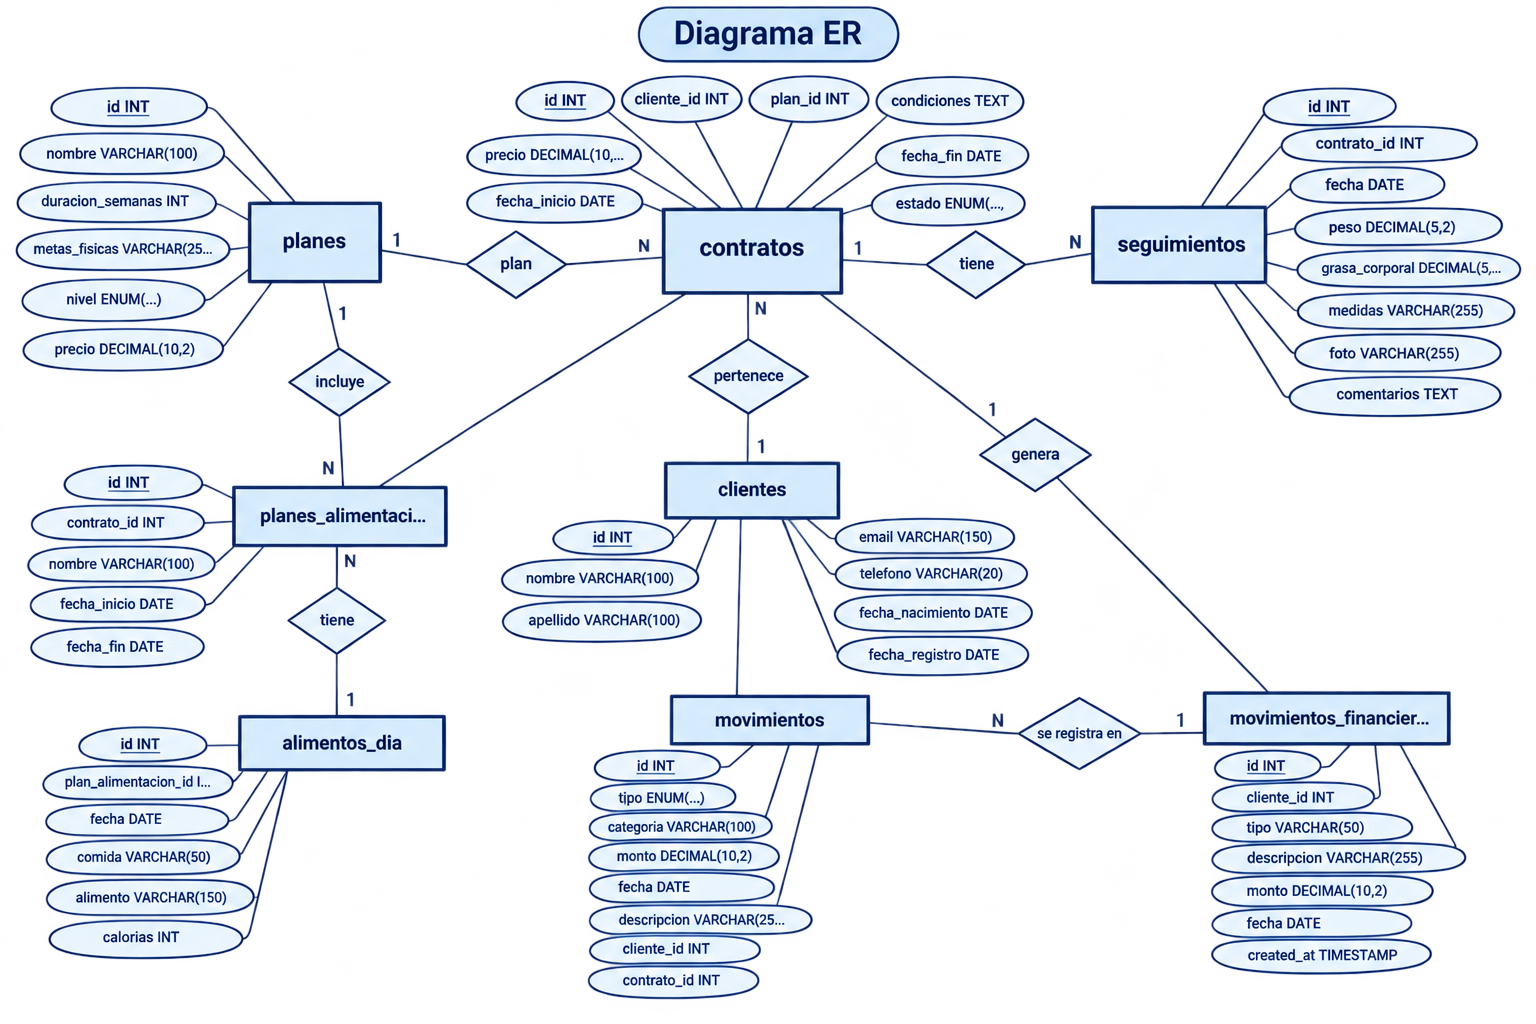 Diagrama ER
id INT
nombre VARCHAR(100)
duracion_semanas INT
metas_fisicas VARCHAR(25...
nivel ENUM(...)
precio DECIMAL(10,2)
planes
1
plan
N
1
incluye
N
id INT
cliente_id INT
plan_id INT
condiciones TEXT
precio DECIMAL(10,...
fecha_fin DATE
fecha_inicio DATE
estado ENUM(...,
contratos
1
tiene
N
N
pertenece
1
1
genera
id INT
contrato_id INT
fecha DATE
peso DECIMAL(5,2)
grasa_corporal DECIMAL(5,...
medidas VARCHAR(255)
foto VARCHAR(255)
comentarios TEXT
seguimientos
planes_alimentaci...
id INT
contrato_id INT
nombre VARCHAR(100)
fecha_inicio DATE
fecha_fin DATE
N
tiene
1
clientes
id INT
nombre VARCHAR(100)
apellido VARCHAR(100)
email VARCHAR(150)
telefono VARCHAR(20)
fecha_nacimiento DATE
fecha_registro DATE
alimentos_dia
id INT
plan_alimentacion_id I...
fecha DATE
comida VARCHAR(50)
alimento VARCHAR(150)
calorias INT
movimientos
N
se registra en
1
id INT
tipo ENUM(...)
categoria VARCHAR(100)
monto DECIMAL(10,2)
fecha DATE
descripcion VARCHAR(25...
cliente_id INT
contrato_id INT
movimientos_financier...
id INT
cliente_id INT
tipo VARCHAR(50)
descripcion VARCHAR(255)
monto DECIMAL(10,2)
fecha DATE
created_at TIMESTAMP